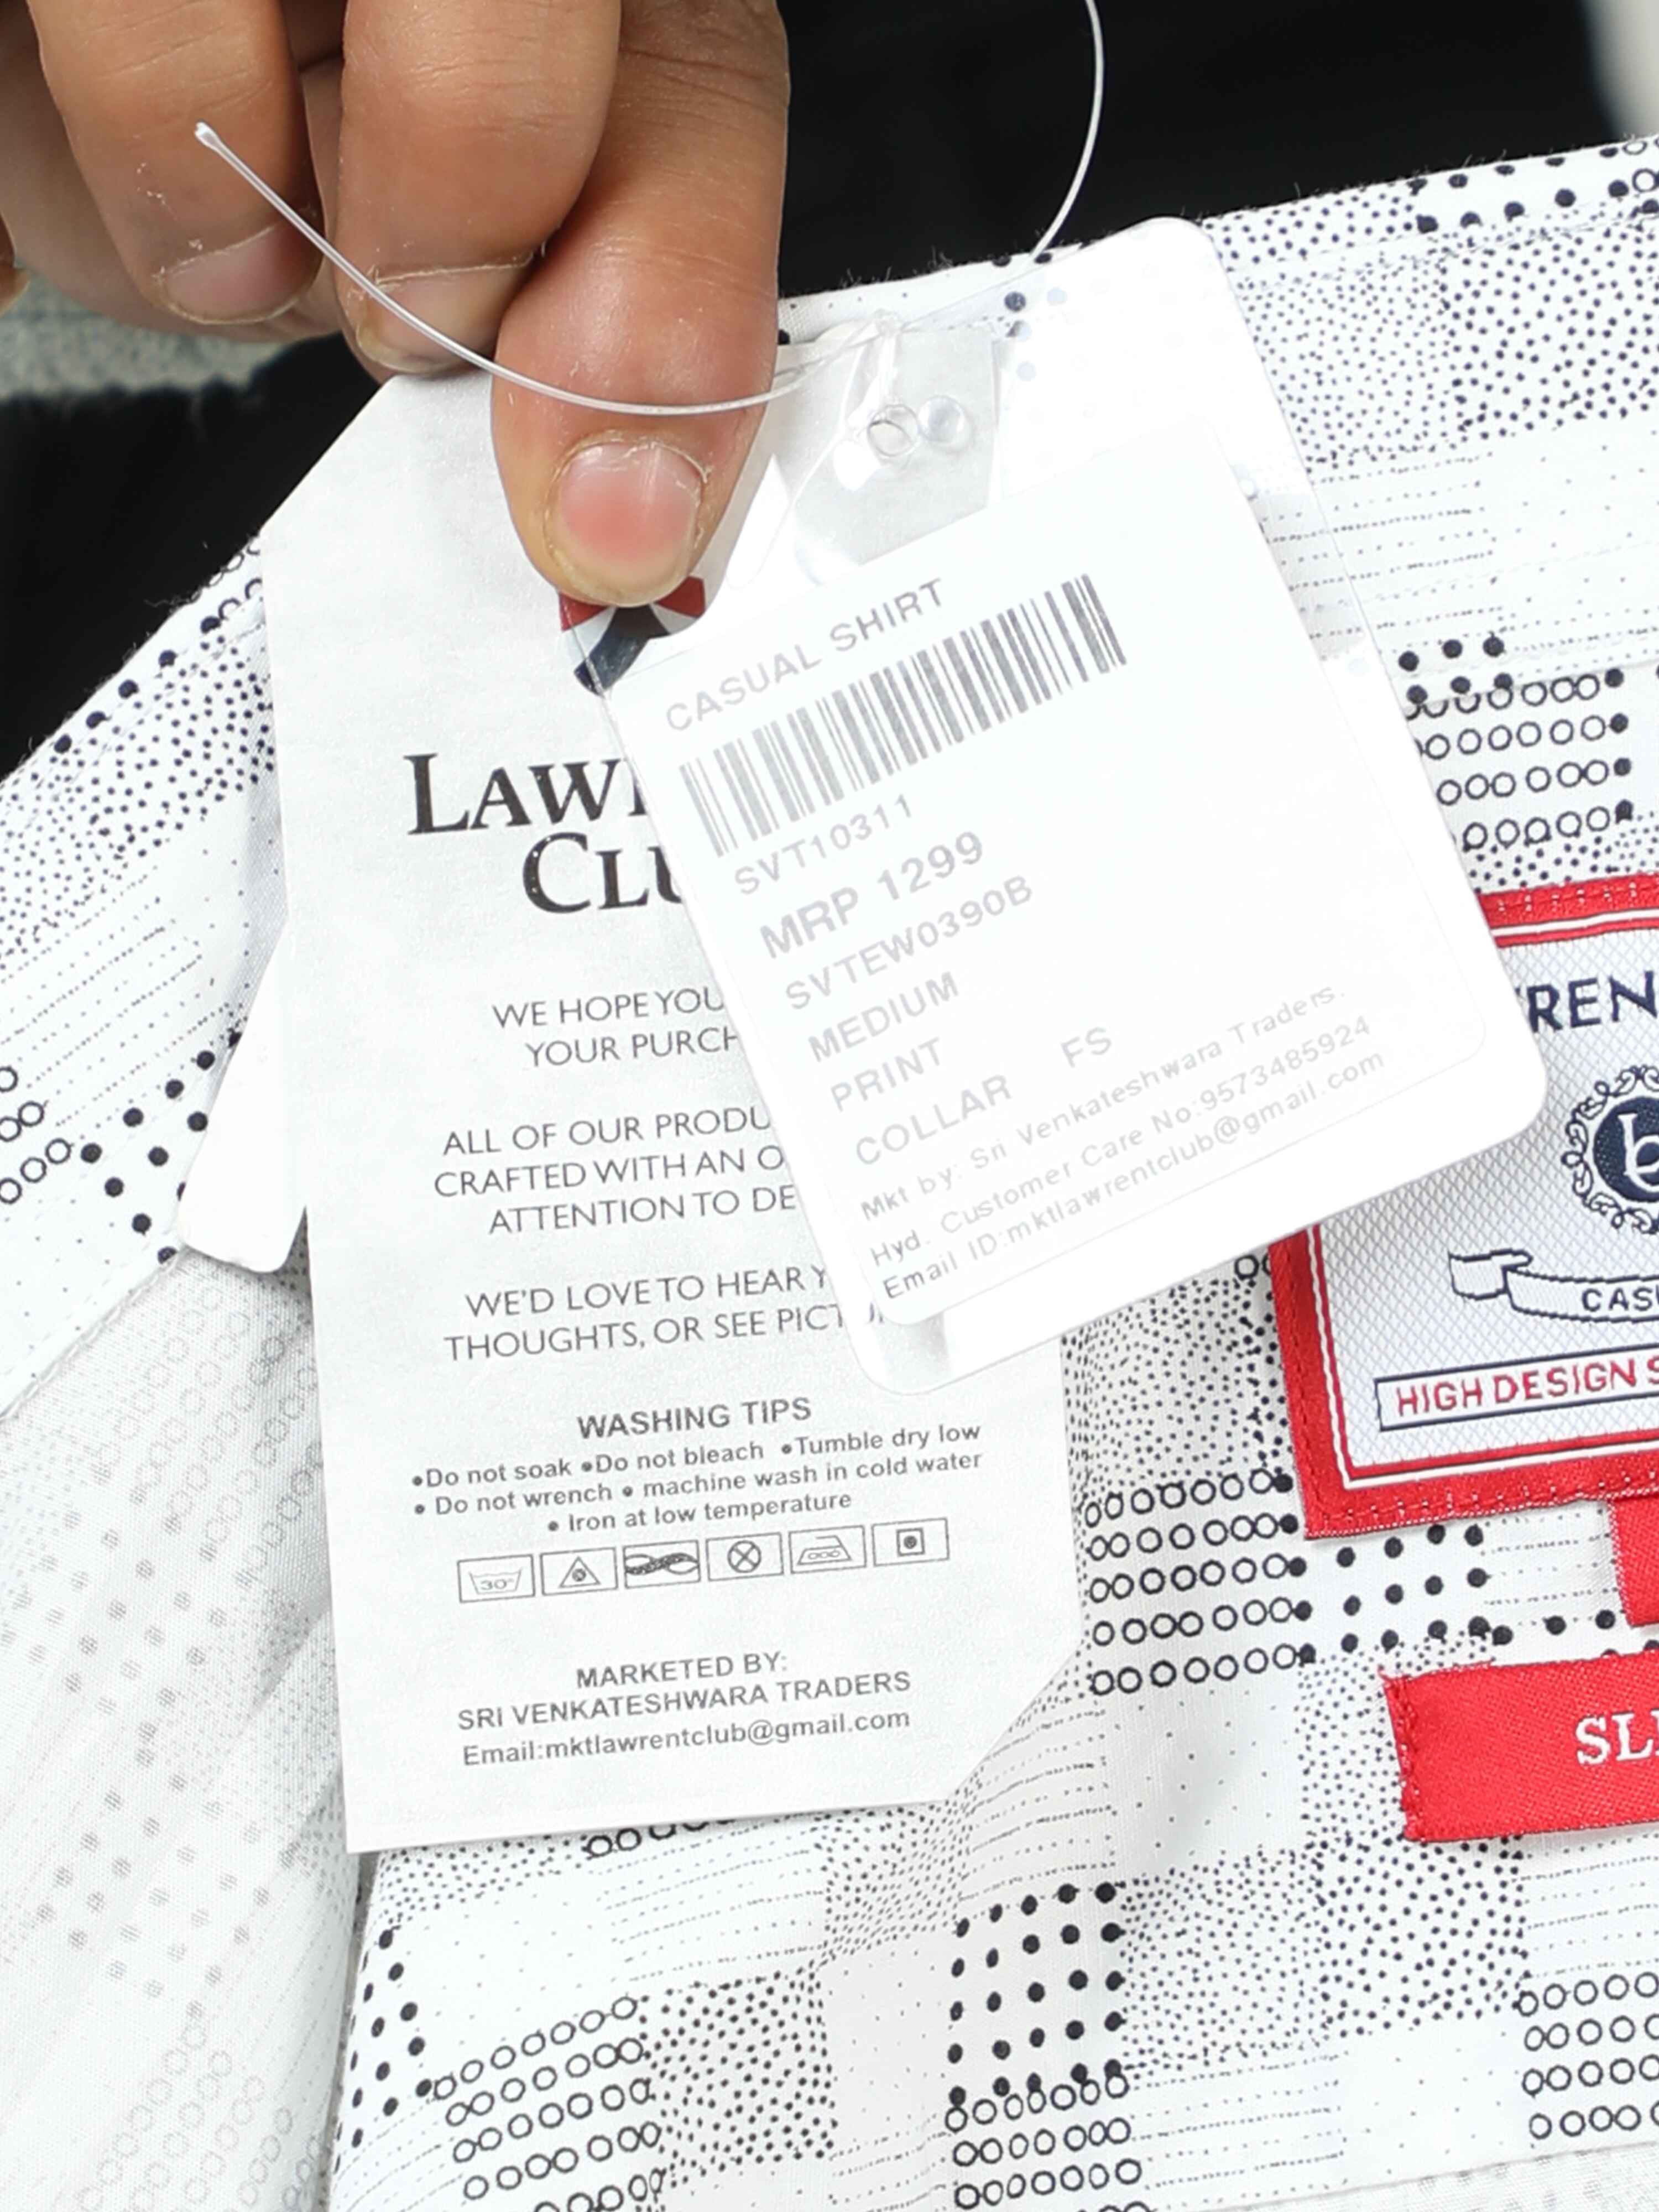 LAW
CLU
WE HOPE YOU
YOUR PURCH
ALL OF OUR PRODU
CRAFTED WITH AN O
ATTENTION TO DE
WE'D LOVE TO HEAR Y
THOUGHTS, OR SEE PICT
WASHING TIPS
•Do not soak •Do not bleach •Tumble dry low
• Do not wrench • machine wash in cold water
• Iron at low temperature
30°
MARKETED BY:
SRI VENKATESHWARA TRADERS
Email:mktlawrentclub@gmail.com
CASUAL SHIRT
SVT10311
MRP 1299
SVTEW0390B
MEDIUM
PRINT
COLLAR FS
Mkt by: Sri Venkateshwara Traders.
Hyd. Customer Care No:9573485924
Email ID:mktlawrentclub@gmail.com
REN
CAS
HIGH DESIGN S
SL